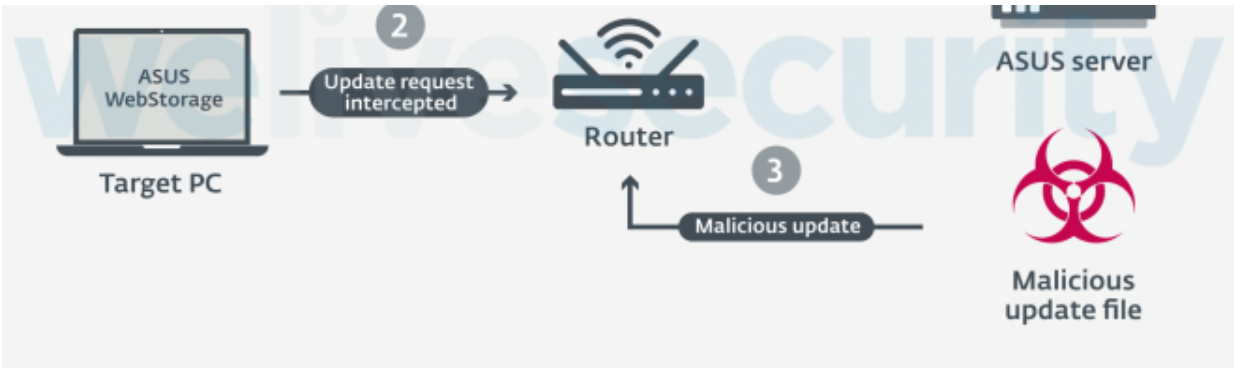 welivesecurity
2
ASUS
WebStorage
Update request
intercepted
ASUS server
Router
Target PC
3
Malicious update
Malicious
update file